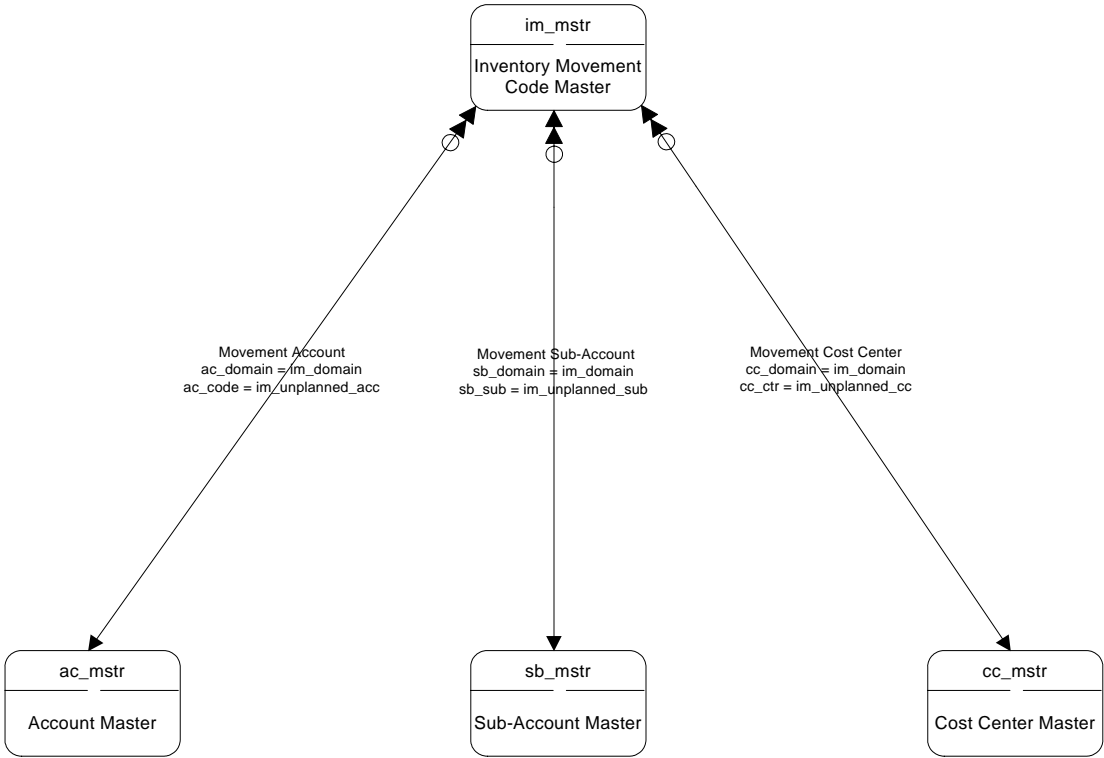 im_mstr
Inventory Movement
Code Master
Movement Account
ac_domain = im_domain
ac_code = im_unplanned_acc
Movement Sub-Account
sb_domain = im_domain
sb_sub = im_unplanned_sub
Movement Cost Center
cc_domain = im_domain
cc_ctr = im_unplanned_cc
ac_mstr
Account Master
sb_mstr
Sub-Account Master
cc_mstr
Cost Center Master